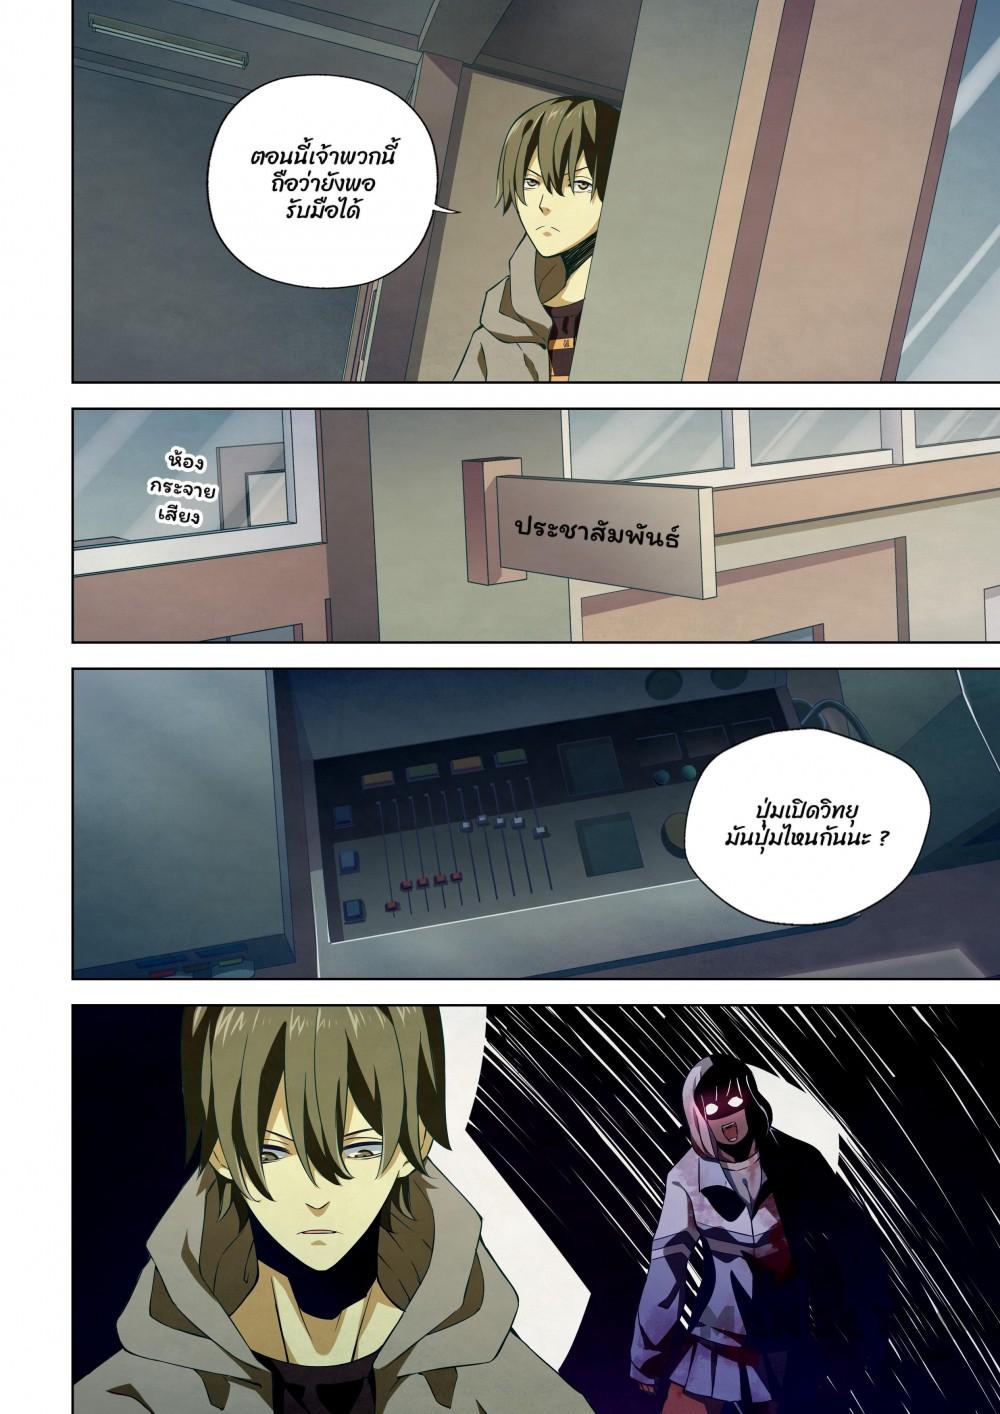 ตอนนี้เจ้าพวกนี้
ถือว่ายังพอ
รับมือได้
ห้อง
กระจาย
เสียง
ประชาสัมพันธ์
ปุ่มเปิดวิทยุ
มันปุ่มไหนกันนะ ?